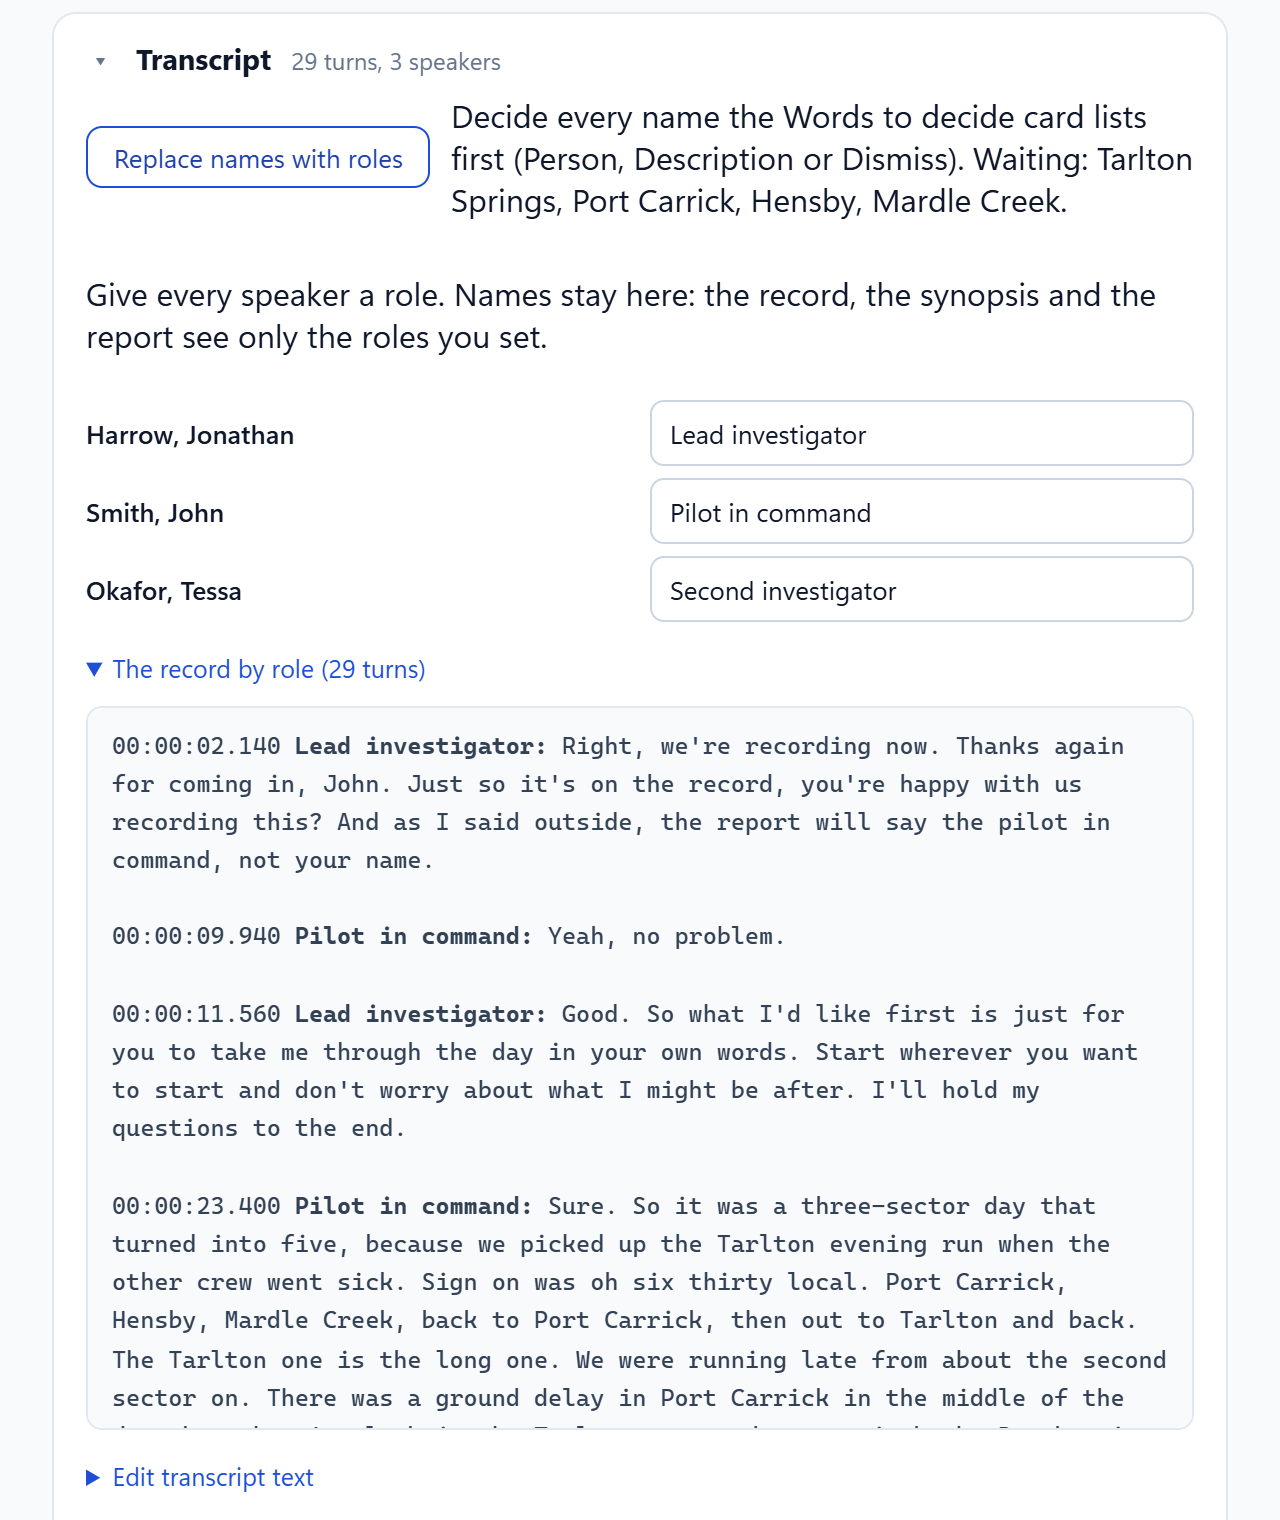 Transcript 29 turns, 3 speakers
Replace names with roles
Decide every name the Words to decide card lists
first (Person, Description or Dismiss). Waiting: Tarlton
Springs, Port Carrick, Hensby, Mardle Creek.
Give every speaker a role. Names stay here: the record, the synopsis and the
report see only the roles you set.
Harrow, Jonathan
Lead investigator
Smith, John
Pilot in command
Okafor, Tessa
Second investigator
The record by role (29 turns)
00:00:02.140 Lead investigator: Right, we're recording now. Thanks again
for coming in, John. Just so it's on the record, you're happy with us
recording this? And as I said outside, the report will say the pilot in
command, not your name.
00:00:09.940 Pilot in command: Yeah, no problem.
00:00:11.560 Lead investigator: Good. So what I'd like first is just for
you to take me through the day in your own words. Start wherever you want
to start and don't worry about what I might be after. I'll hold my
questions to the end.
00:00:23.400 Pilot in command: Sure. So it was a three-sector day that
turned into five, because we picked up the Tarlton evening run when the
other crew went sick. Sign on was oh six thirty local. Port Carrick,
Hensby, Mardle Creek, back to Port Carrick, then out to Tarlton and back.
The Tarlton one is the long one. We were running late from about the second
sector on. There was a ground delay in Port Carrick in the middle of the
Edit transcript text